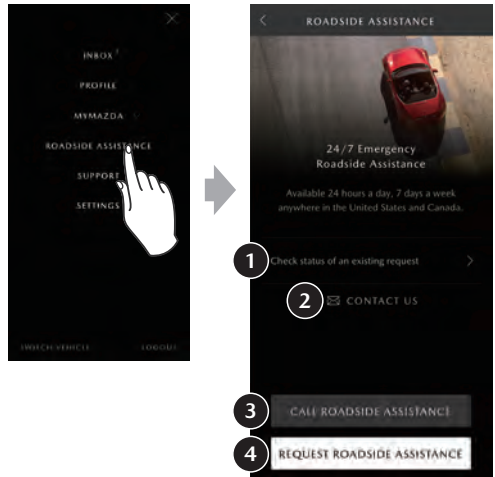 INBOX
PROFILE
MYMAZDA
ROADSIDE ASSISTANCE
SUPPORT
SETTINGS
SWITCH VEHICLE
LOGOUT
ROADSIDE ASSISTANCE
24/7 Emergency
Roadside Assistance
Available 24 hours a day, 7 days a week
anywhere in the United States and Canada.
1 Check status of an existing request
2 CONTACT US
3 CALL ROADSIDE ASSISTANCE
4 REQUEST ROADSIDE ASSISTANCE